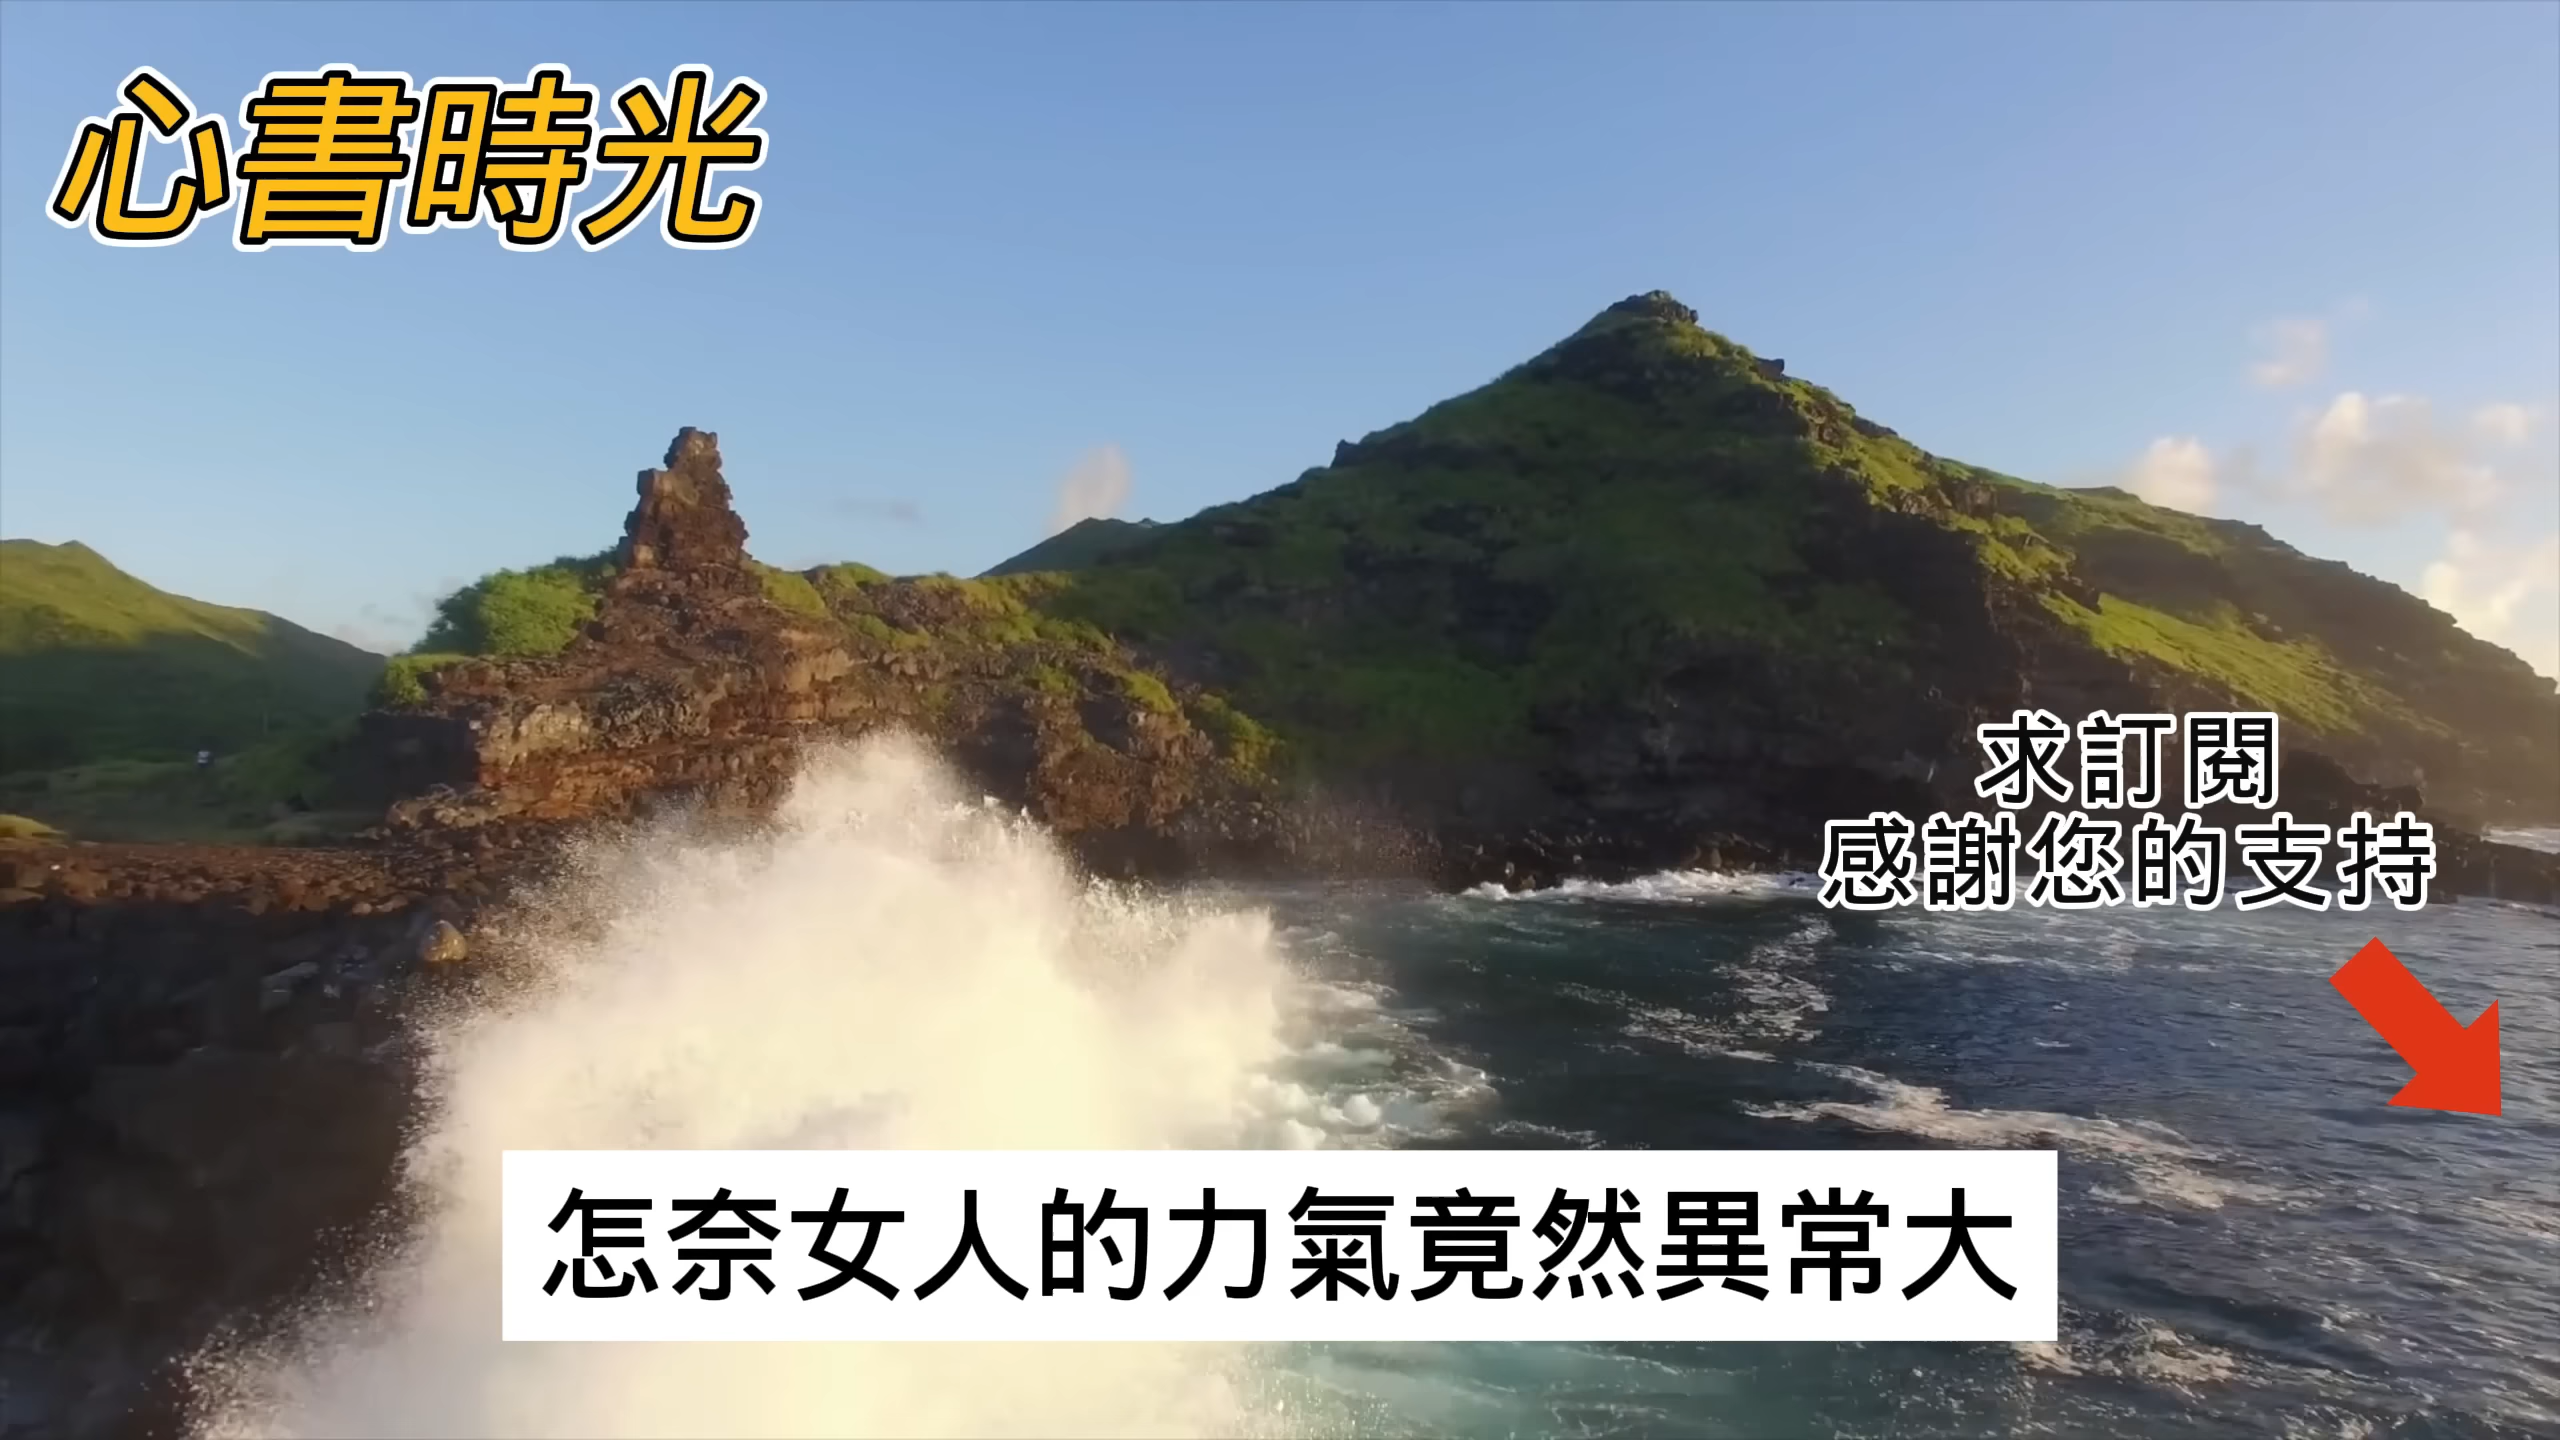 心書時光
求訂閱
感謝您的支持
怎奈女人的力氣竟然異常大